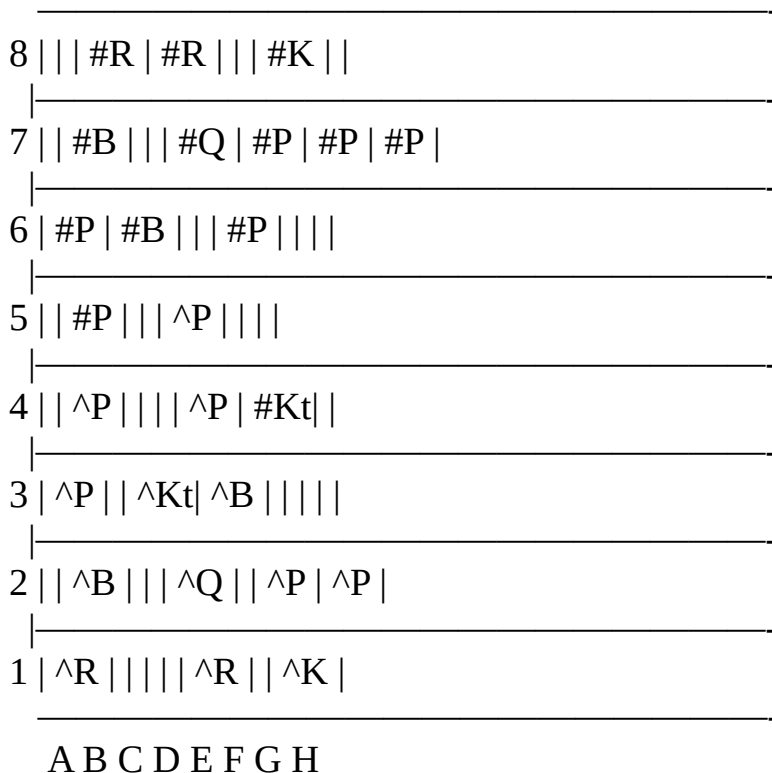 8 | | | #R | #R | | | #K | |
7 | | #B | | | #Q | #P | #P | #P |
6 | #P | #B | | | #P | | | |
5 | | #P | | | ^P | | | |
4 | | ^P | | | | ^P | #Kt| |
3 | ^P | | ^Kt| ^B | | | | |
2 | | ^B | | | ^Q | | ^P | ^P |
1 | ^R | | | | | ^R | | ^K |
A B C D E F G H